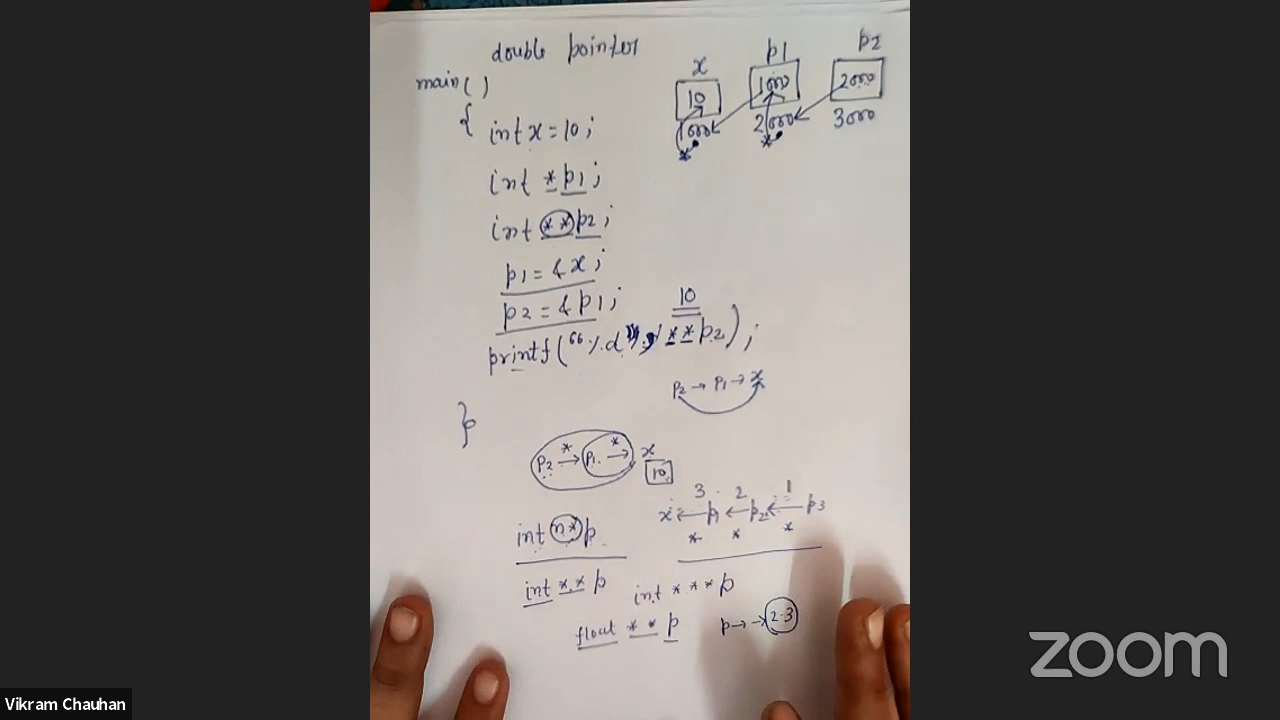 double pointer
x p1 p2
main()
10 1000 2000
{
1000 2000 3000
* *
int x = 10;
int *p1;
int **p2;
p1 = &x;
p2 = &p1; 10
printf("%d", **p2);
p2 → p1 → x
}
* *
p2 → p1 → x
10
3 2 1
x ← p1 ← p2 ← p3
* * *
int n* p
int ** p int * * * p
float * * p p → → 2.3
zoom
Vikram Chauhan